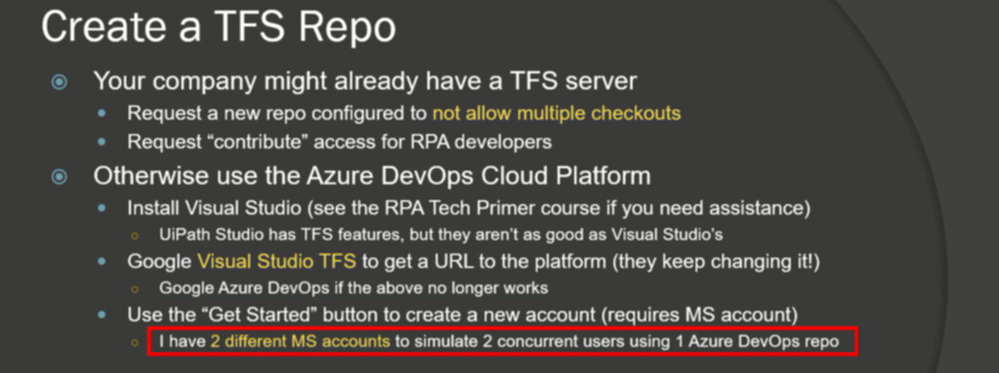 Create a TFS Repo
Your company might already have a TFS server
Request a new repo configured to not allow multiple checkouts
Request “contribute” access for RPA developers
Otherwise use the Azure DevOps Cloud Platform
Install Visual Studio (see the RPA Tech Primer course if you need assistance)
UiPath Studio has TFS features, but they aren’t as good as Visual Studio’s
Google Visual Studio TFS to get a URL to the platform (they keep changing it!)
Google Azure DevOps if the above no longer works
Use the “Get Started” button to create a new account (requires MS account)
I have 2 different MS accounts to simulate 2 concurrent users using 1 Azure DevOps repo